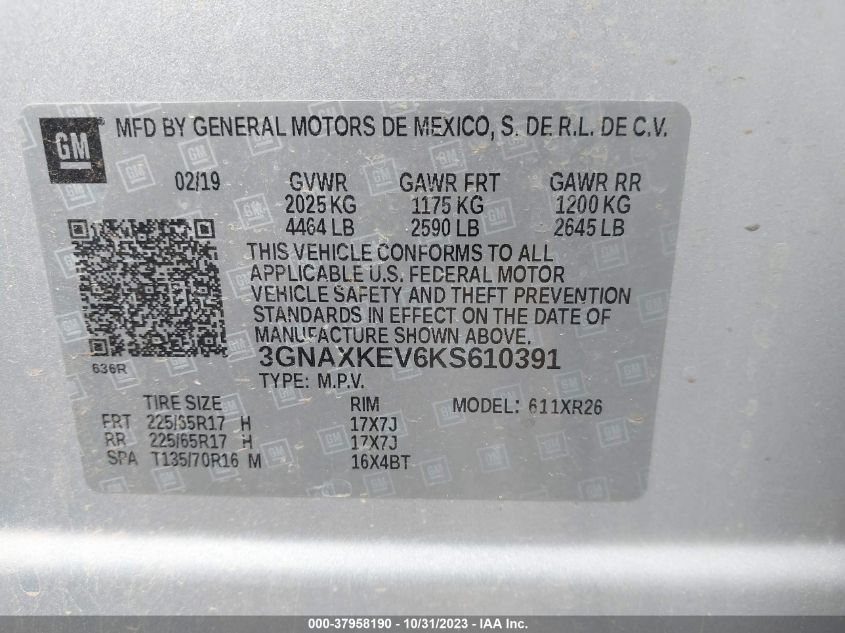 GM
MFD BY GENERAL MOTORS DE MEXICO, S. DE R.L. DE C.V.
02/19 GVWR GAWR FRT GAWR RR
2025 KG 1175 KG 1200 KG
4464 LB 2590 LB 2645 LB
THIS VEHICLE CONFORMS TO ALL
APPLICABLE U.S. FEDERAL MOTOR
VEHICLE SAFETY AND THEFT PREVENTION
STANDARDS IN EFFECT ON THE DATE OF
MANUFACTURE SHOWN ABOVE.
3GNAXKEV6KS610391
636R
TYPE: M.P.V.
TIRE SIZE RIM MODEL: 611XR26
FRT 225/65R17 H 17X7J
RR 225/65R17 H 17X7J
SPA T135/70R16 M 16X4BT
000-37958190 - 10/31/2023 - IAA Inc.